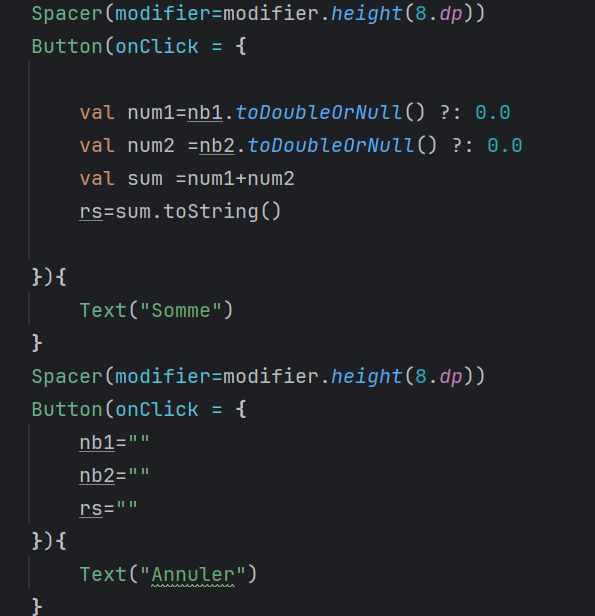 Spacer(modifier=modifier.height(8.dp))
Button(onClick = {
val num1=nb1.toDoubleOrNull() ?: 0.0
val num2 =nb2.toDoubleOrNull() ?: 0.0
val sum =num1+num2
rs=sum.toString()
}){
Text("Somme")
}
Spacer(modifier=modifier.height(8.dp))
Button(onClick = {
nb1=""
nb2=""
rs=""
}){
Text("Annuler")
}